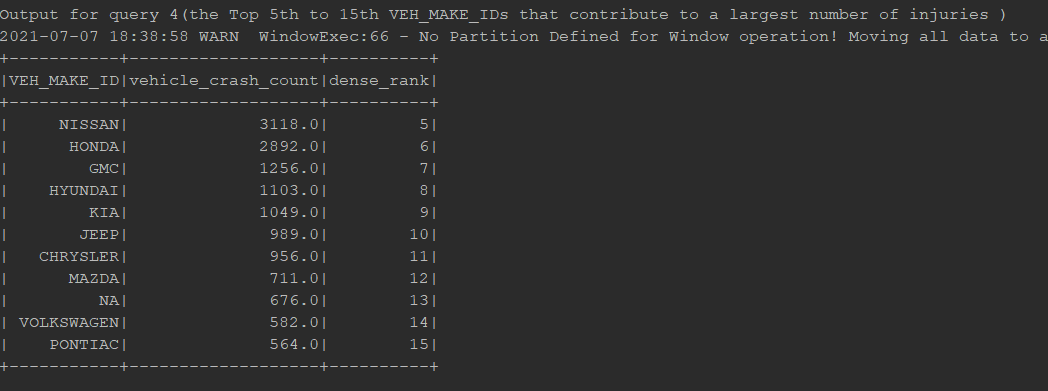 Output for query 4(the Top 5th to 15th VEH_MAKE_IDs that contribute to a largest number of injuries )
2021-07-07 18:38:58 WARN  WindowExec:66 - No Partition Defined for Window operation! Moving all data to a
+-----------+-------------------+----------+
|VEH_MAKE_ID|vehicle_crash_count|dense_rank|
+-----------+-------------------+----------+
|     NISSAN|             3118.0|         5|
|      HONDA|             2892.0|         6|
|        GMC|             1256.0|         7|
|    HYUNDAI|             1103.0|         8|
|        KIA|             1049.0|         9|
|       JEEP|              989.0|        10|
|   CHRYSLER|              956.0|        11|
|      MAZDA|              711.0|        12|
|         NA|              676.0|        13|
| VOLKSWAGEN|              582.0|        14|
|    PONTIAC|              564.0|        15|
+-----------+-------------------+----------+